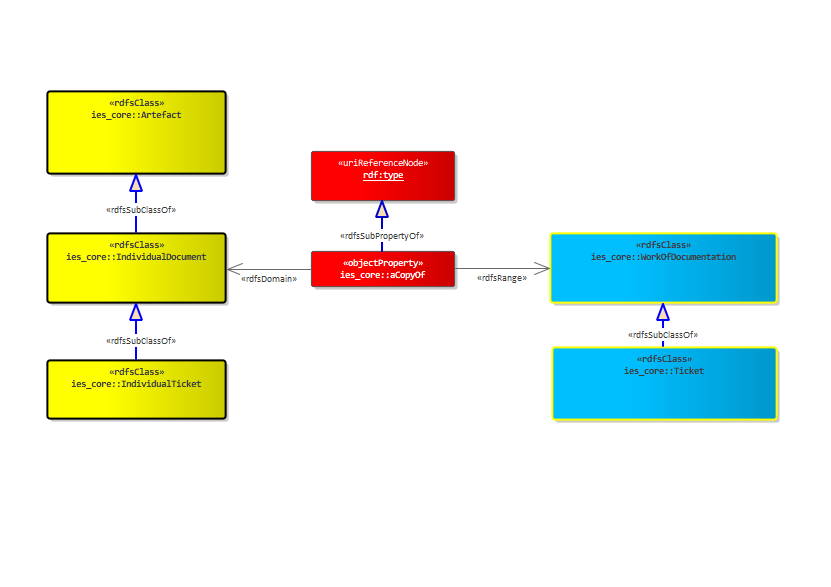 «rdfsClass»
ies_core::Artefact
«rdfsSubClassOf»
«rdfsClass»
ies_core::IndividualDocument
«rdfsSubClassOf»
«rdfsClass»
ies_core::IndividualTicket
«uriReferenceNode»
rdf:type
«rdfsSubPropertyOf»
«objectProperty»
ies_core::aCopyOf
«rdfsDomain»
«rdfsRange»
«rdfsClass»
ies_core::WorkOfDocumentation
«rdfsSubClassOf»
«rdfsClass»
ies_core::Ticket